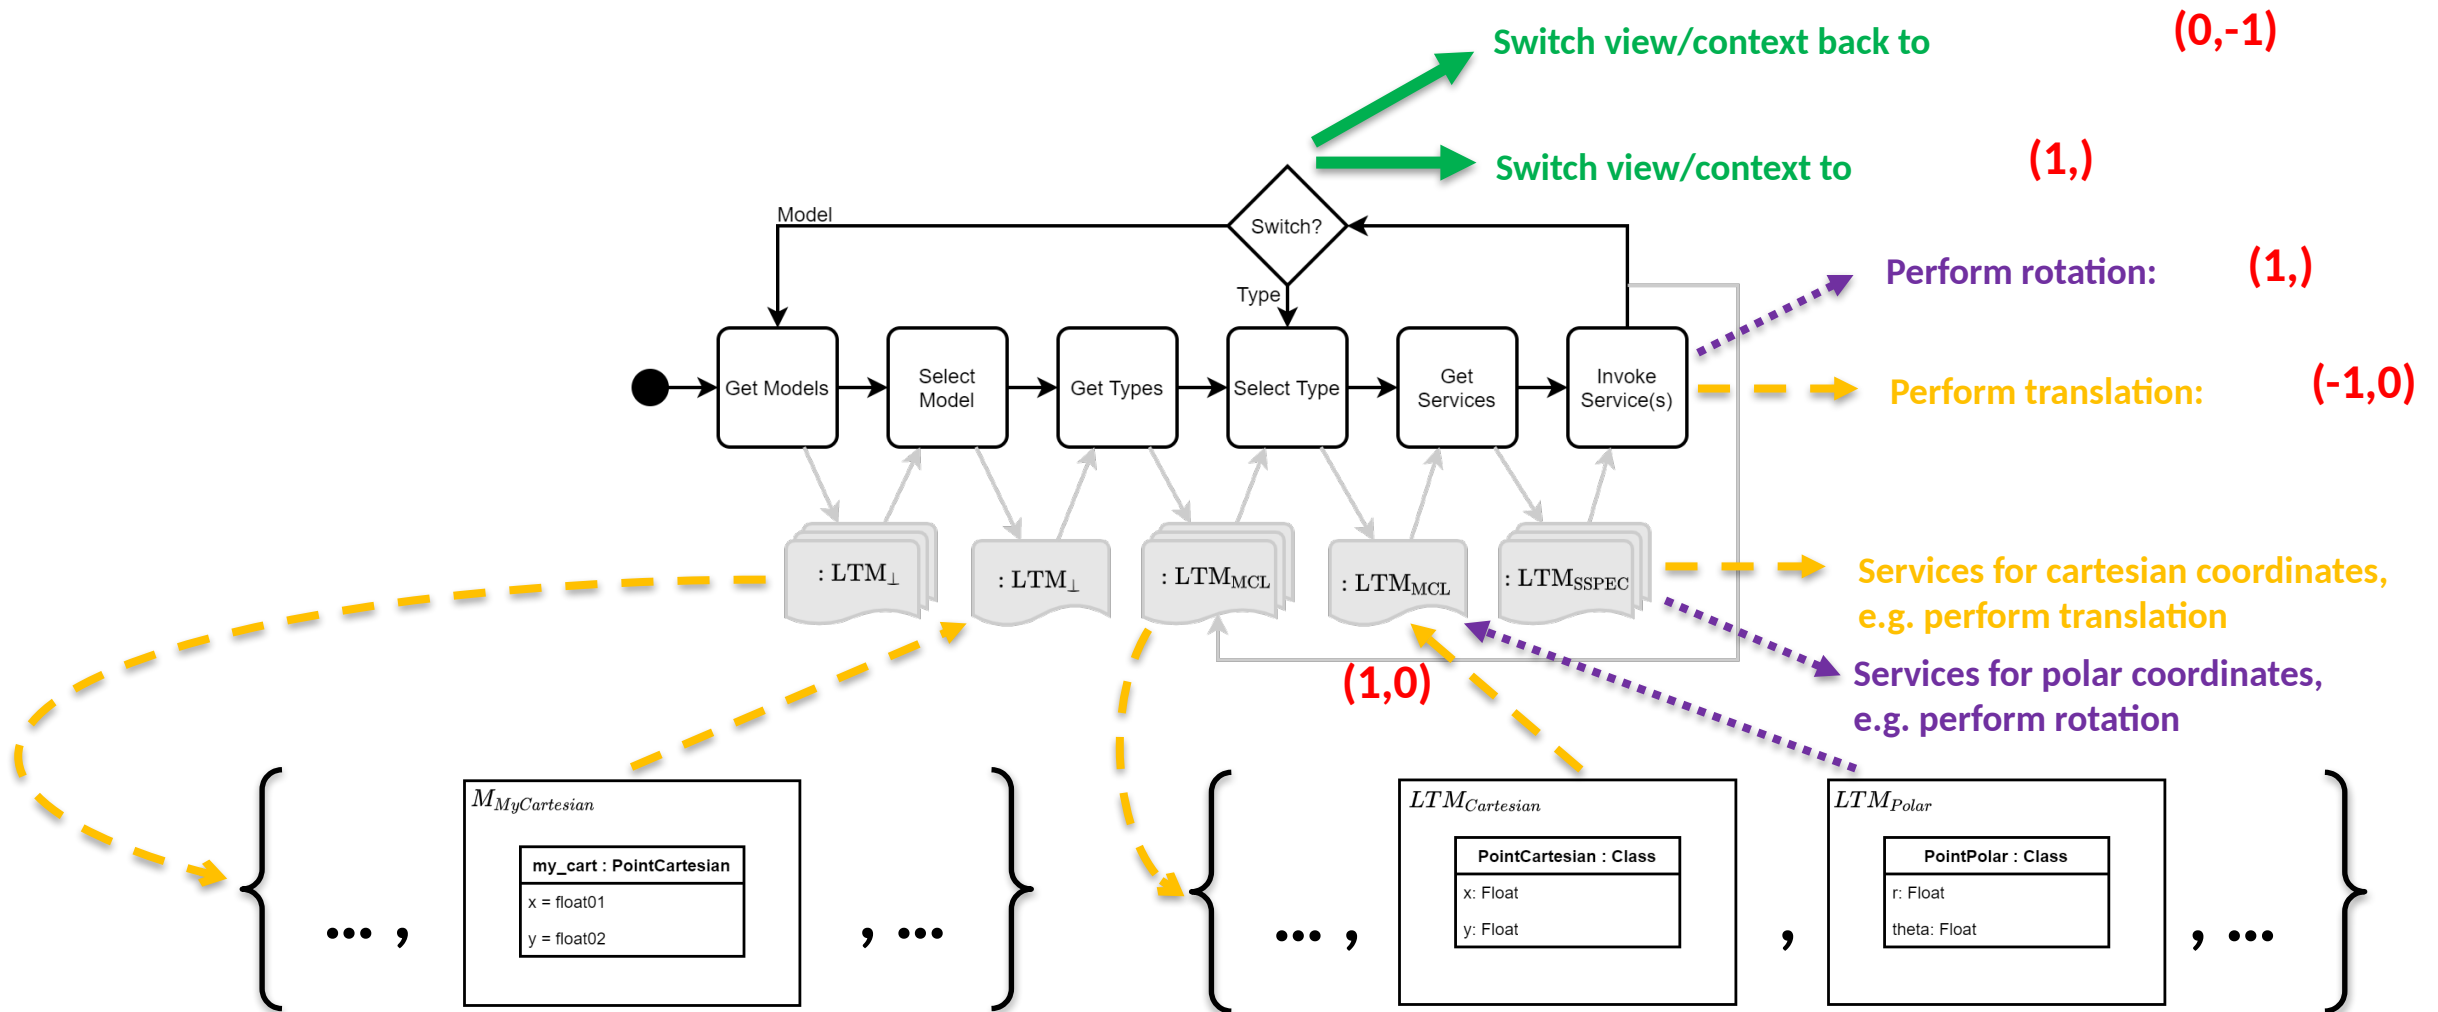 Switch view/context back to
(0,-1)
Switch view/context to
(1,)
Model
Switch?
Type
Perform rotation:
(1,)
Get Models
Select
Model
Get Types
Select Type
Get
Services
Invoke
Service(s)
Perform translation:
(-1,0)
: LTM⊥
: LTM⊥
: LTMMCL
: LTMMCL
: LTMSSPEC
Services for cartesian coordinates,
e.g. perform translation
(1,0)
Services for polar coordinates,
e.g. perform rotation
{
... ,
MMyCartesian
my_cart : PointCartesian
x = float01
y = float02
, ...
}
{
... ,
LTMCartesian
PointCartesian : Class
x: Float
y: Float
,
LTMPolar
PointPolar : Class
r: Float
theta: Float
, ...
}